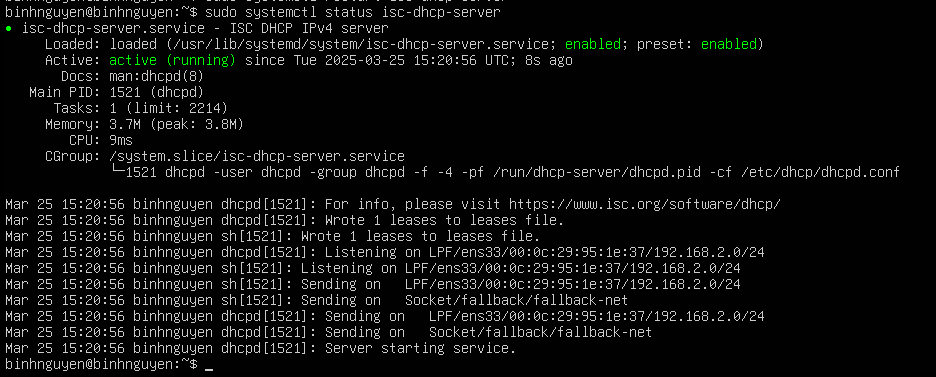 binhnguyen@binhnguyen:~$ sudo systemctl status isc-dhcp-server
● isc-dhcp-server.service - ISC DHCP IPv4 server
     Loaded: loaded (/usr/lib/systemd/system/isc-dhcp-server.service; enabled; preset: enabled)
     Active: active (running) since Tue 2025-03-25 15:20:56 UTC; 8s ago
       Docs: man:dhcpd(8)
   Main PID: 1521 (dhcpd)
      Tasks: 1 (limit: 2214)
     Memory: 3.7M (peak: 3.8M)
        CPU: 9ms
     CGroup: /system.slice/isc-dhcp-server.service
             └─1521 dhcpd -user dhcpd -group dhcpd -f -4 -pf /run/dhcp-server/dhcpd.pid -cf /etc/dhcp/dhcpd.conf

Mar 25 15:20:56 binhnguyen dhcpd[1521]: For info, please visit https://www.isc.org/software/dhcp/
Mar 25 15:20:56 binhnguyen dhcpd[1521]: Wrote 1 leases to leases file.
Mar 25 15:20:56 binhnguyen sh[1521]: Wrote 1 leases to leases file.
Mar 25 15:20:56 binhnguyen dhcpd[1521]: Listening on LPF/ens33/00:0c:29:95:1e:37/192.168.2.0/24
Mar 25 15:20:56 binhnguyen sh[1521]: Listening on LPF/ens33/00:0c:29:95:1e:37/192.168.2.0/24
Mar 25 15:20:56 binhnguyen sh[1521]: Sending on   LPF/ens33/00:0c:29:95:1e:37/192.168.2.0/24
Mar 25 15:20:56 binhnguyen sh[1521]: Sending on   Socket/fallback/fallback-net
Mar 25 15:20:56 binhnguyen dhcpd[1521]: Sending on   LPF/ens33/00:0c:29:95:1e:37/192.168.2.0/24
Mar 25 15:20:56 binhnguyen dhcpd[1521]: Sending on   Socket/fallback/fallback-net
Mar 25 15:20:56 binhnguyen dhcpd[1521]: Server starting service.
binhnguyen@binhnguyen:~$ _